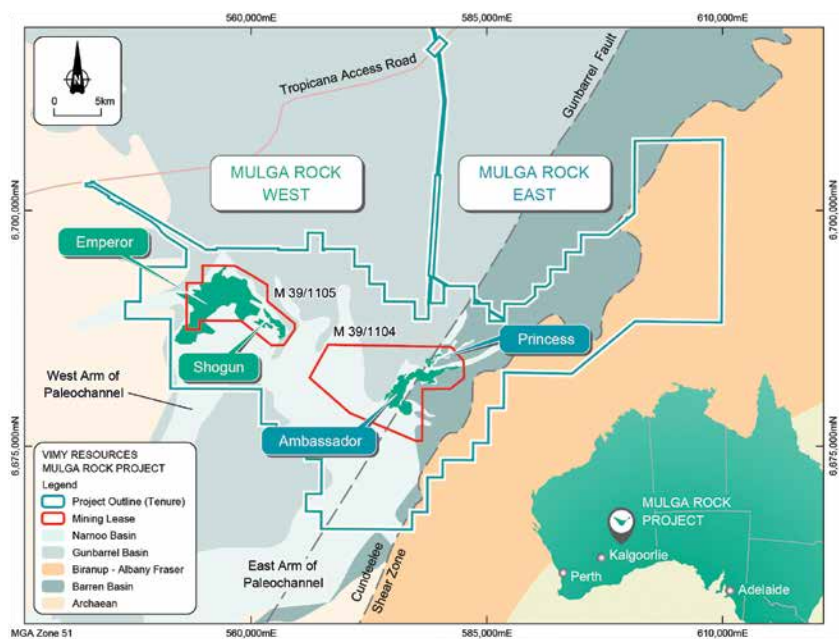 560,000mE
585,000mE
610,000mE
N
0 5km
Tropicana Access Road
Gunbarrel Fault
MULGA ROCK
WEST
MULGA ROCK
EAST
6,700,000mN
6,700,000mN
Emperor
M 39/1105
M 39/1104
Princess
Shogun
West Arm of
Paleochannel
Ambassador
6,675,000mN
6,675,000mN
VIMY RESOURCES
MULGA ROCK PROJECT
Legend
Project Outline (Tenure)
Mining Lease
Narnoo Basin
Gunbarrel Basin
Biranup - Albany Fraser
Barren Basin
Archaean
East Arm of
Paleochannel
Cundeelee
Shear Zone
MULGA ROCK
PROJECT
Kalgoorlie
Perth
Adelaide
MGA Zone 51
560,000mE
585,000mE
610,000mE